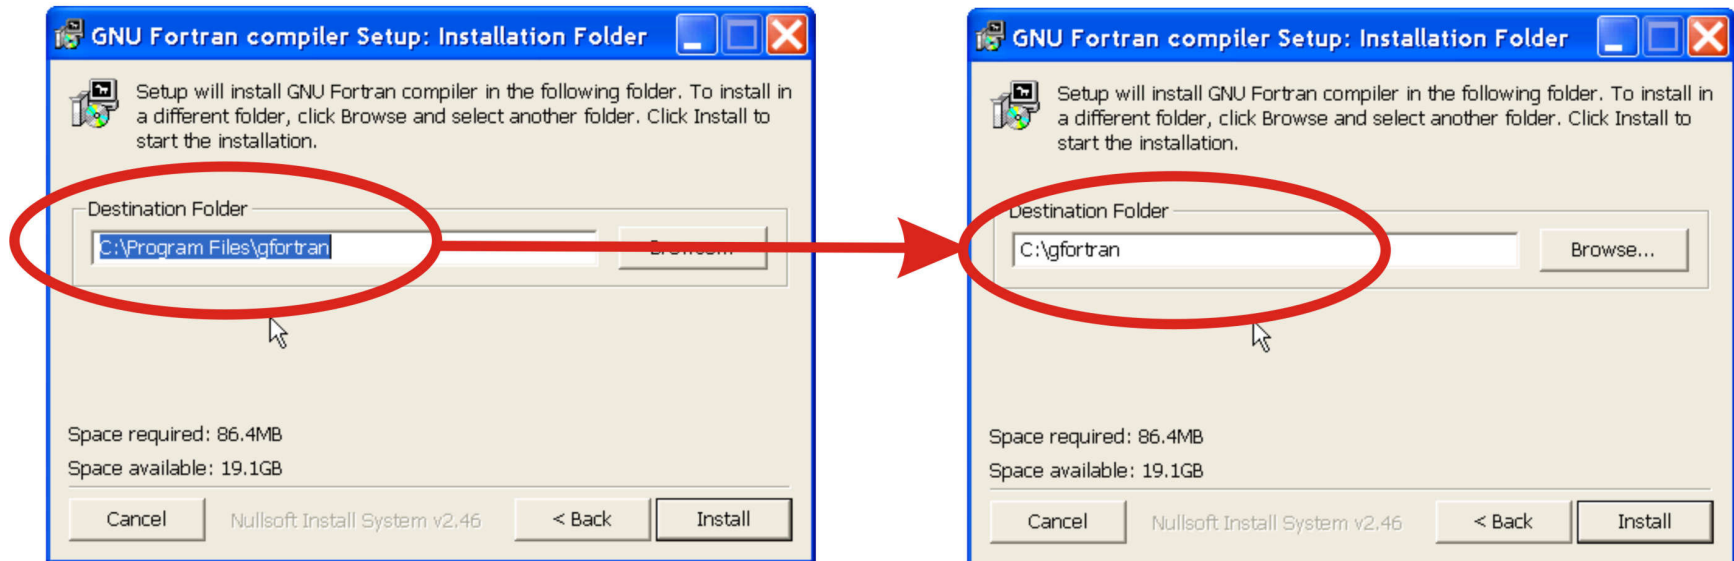 GNU Fortran compiler Setup: Installation Folder
Setup will install GNU Fortran compiler in the following folder. To install in
a different folder, click Browse and select another folder. Click Install to
start the installation.
Destination Folder
C:\Program Files\gfortran
Space required: 86.4MB
Space available: 19.1GB
Cancel
Nullsoft Install System v2.46
< Back
Install
GNU Fortran compiler Setup: Installation Folder
Setup will install GNU Fortran compiler in the following folder. To install in
a different folder, click Browse and select another folder. Click Install to
start the installation.
Destination Folder
C:\gfortran
Browse...
Space required: 86.4MB
Space available: 19.1GB
Cancel
Nullsoft Install System v2.46
< Back
Install